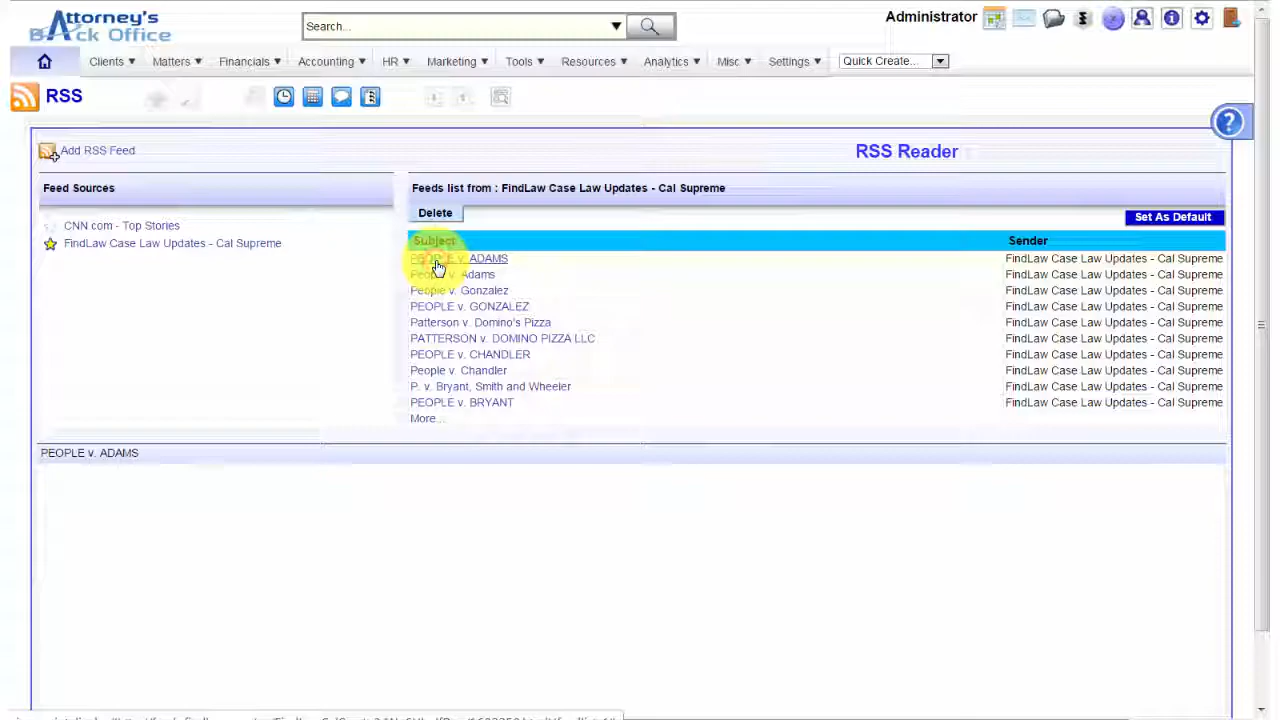 Attorney's
Back Office
Search...
Administrator
Clients
Matters
Financials
Accounting
HR
Marketing
Tools
Resources
Analytics
Misc
Settings
Quick Create...
RSS
?
Add RSS Feed
RSS Reader
Feed Sources
Feeds list from : FindLaw Case Law Updates - Cal Supreme
Delete
Set As Default
CNN com - Top Stories
FindLaw Case Law Updates - Cal Supreme
Subject Sender
PEOPLE v. ADAMS FindLaw Case Law Updates - Cal Supreme
People v. Adams FindLaw Case Law Updates - Cal Supreme
People v. Gonzalez FindLaw Case Law Updates - Cal Supreme
PEOPLE v. GONZALEZ FindLaw Case Law Updates - Cal Supreme
Patterson v. Domino's Pizza FindLaw Case Law Updates - Cal Supreme
PATTERSON v. DOMINO PIZZA LLC FindLaw Case Law Updates - Cal Supreme
PEOPLE v. CHANDLER FindLaw Case Law Updates - Cal Supreme
People v. Chandler FindLaw Case Law Updates - Cal Supreme
P. v. Bryant, Smith and Wheeler FindLaw Case Law Updates - Cal Supreme
PEOPLE v. BRYANT FindLaw Case Law Updates - Cal Supreme
More...
PEOPLE v. ADAMS